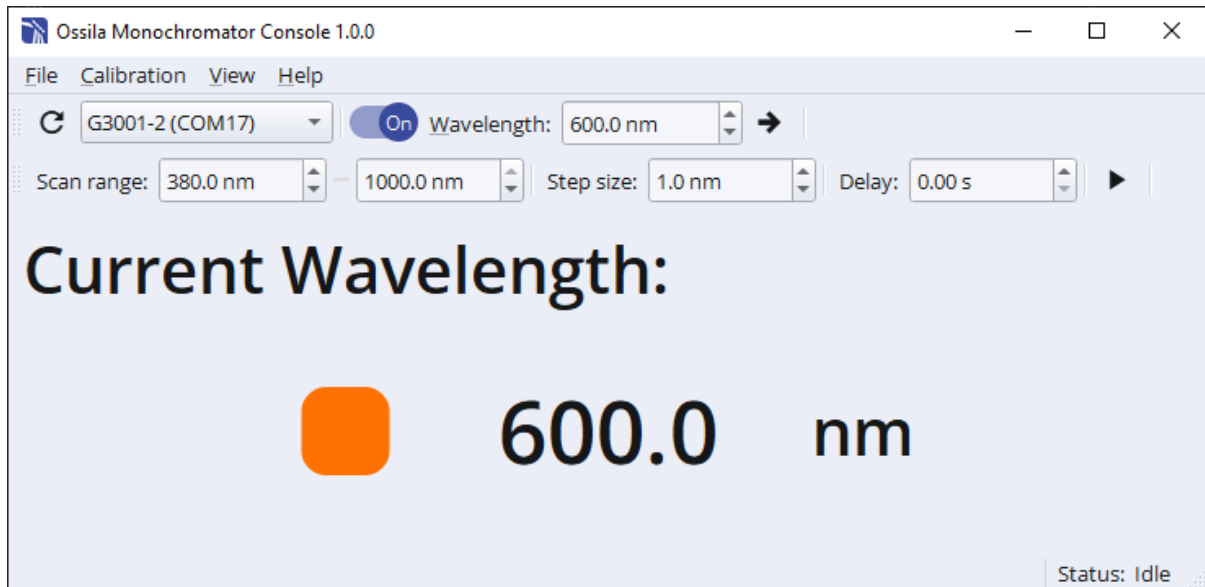 Ossila Monochromator Console 1.0.0
File Calibration View Help
G3001-2 (COM17) On Wavelength: 600.0 nm
Scan range: 380.0 nm – 1000.0 nm Step size: 1.0 nm Delay: 0.00 s
Current Wavelength:
600.0 nm
Status: Idle